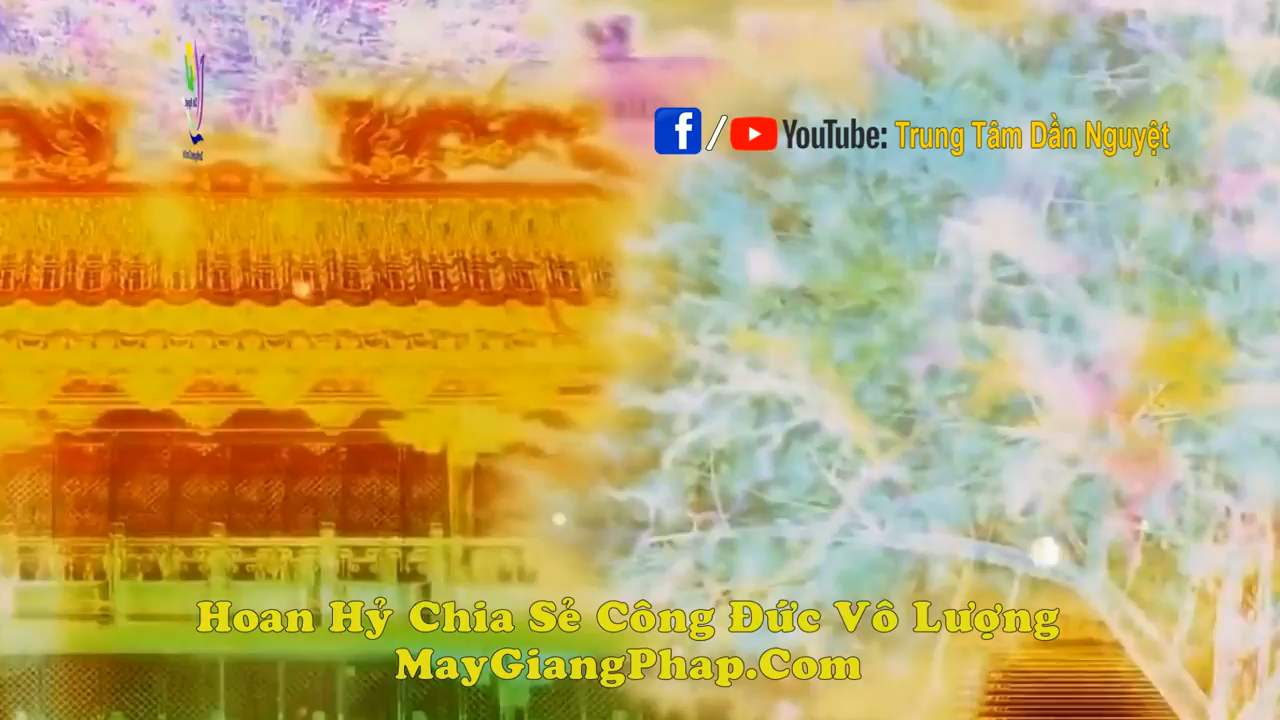 f/YouTube: Trung Tâm Dần Nguyệt
Hoan Hỷ Chia Sẻ Công Đức Vô Lượng
MayGiangPhap.Com